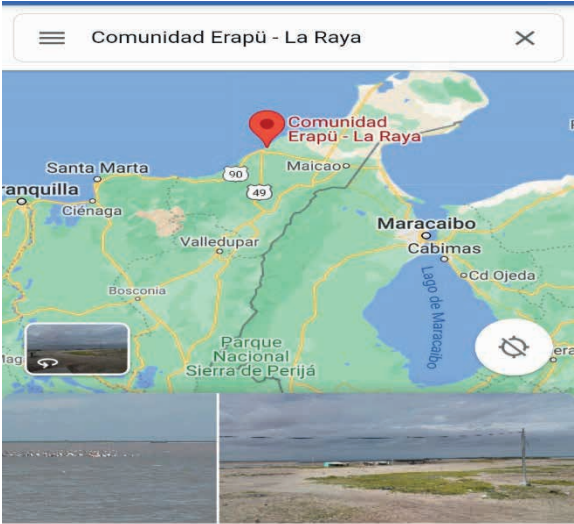 Comunidad Erapü - La Raya
Comunidad
Erapü - La Raya
Santa Marta
90
Maicao
ranquilla
49
Ciénaga
Maracaibo
Valledupar
Cabimas
Cd Ojeda
Bosconia
Lago de Maracaibo
Parque
Nacional
Sierra de Perijá
era